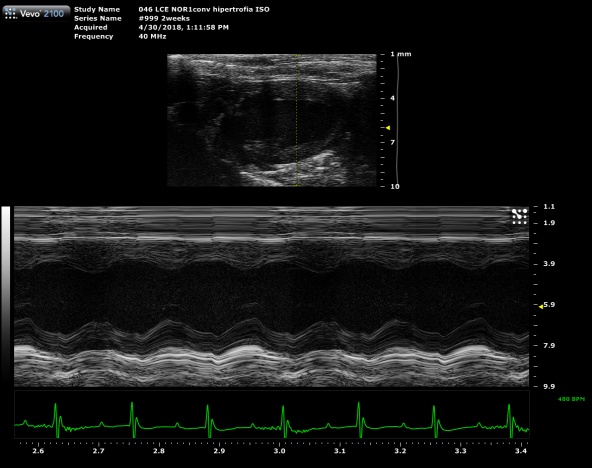 Vevo 2100
Study Name 046 LCE NOR1conv hipertrofia ISO
Series Name #999 2weeks
Acquired 4/30/2018, 1:11:58 PM
Frequency 40 MHz
1 mm
4
7
10
1.1
1.9
3.9
5.9
7.9
9.9
480 BPM
2.6 2.7 2.8 2.9 3.0 3.1 3.2 3.3 3.4